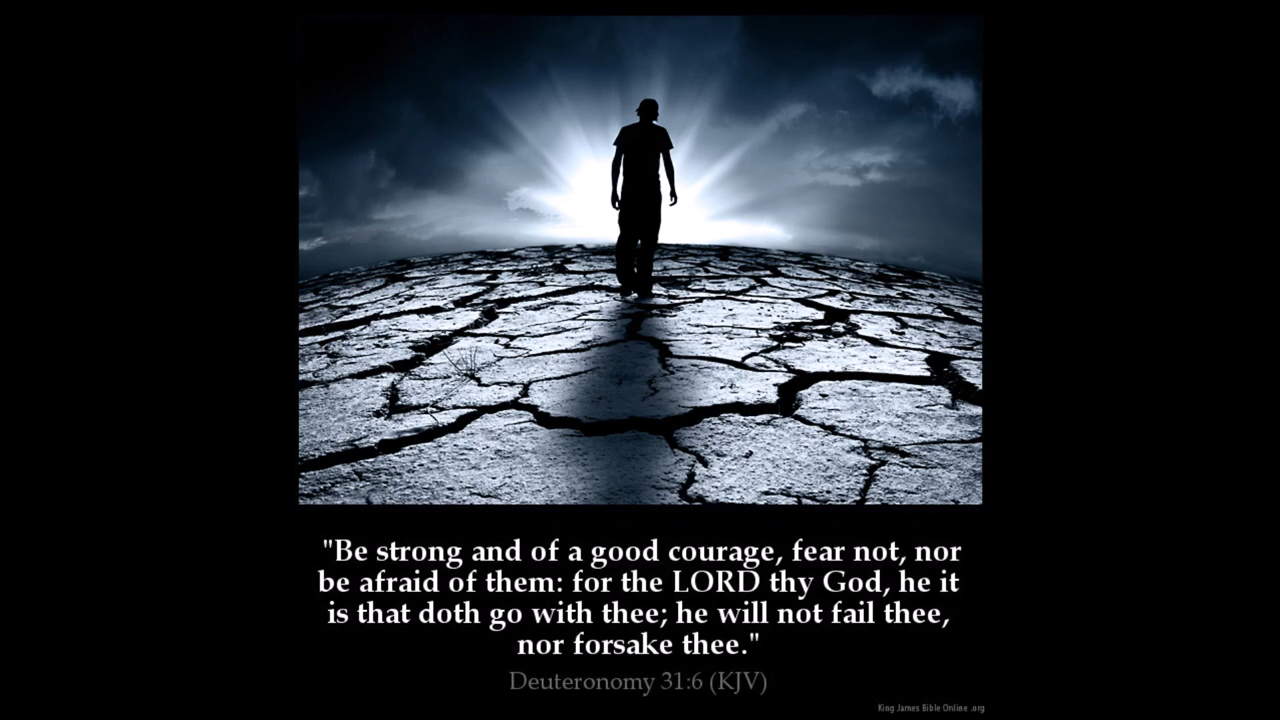 "Be strong and of a good courage, fear not, nor
be afraid of them: for the LORD thy God, he it
is that doth go with thee; he will not fail thee,
nor forsake thee."
Deuteronomy 31:6 (KJV)
King James Bible Online .org